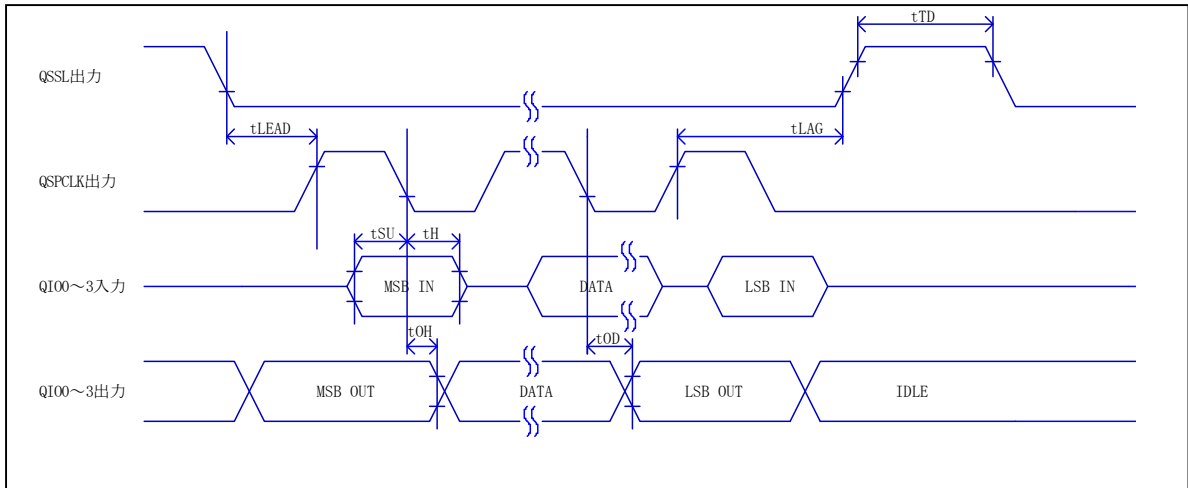 tTD
QSSL出力
tLEAD
tLAG
QSPCLK出力
tSU
tH
QIO0～3入力
MSB IN
DATA
LSB IN
tOH
tOD
QIO0～3出力
MSB OUT
DATA
LSB OUT
IDLE